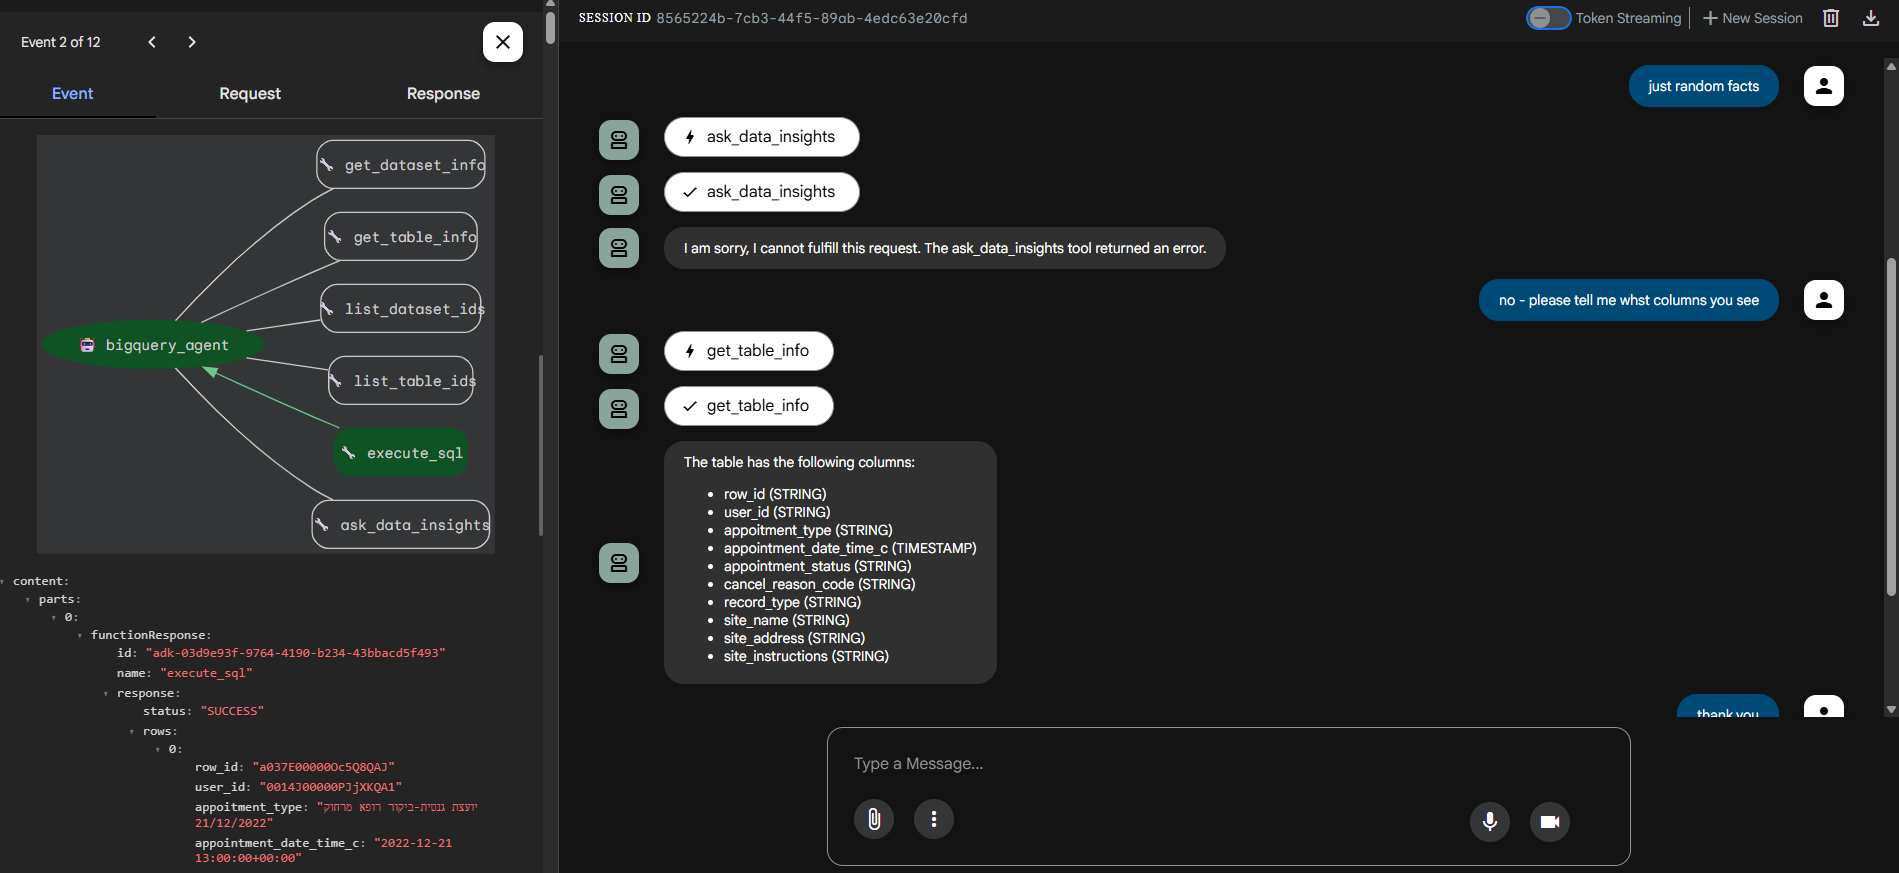 Event 2 of 12
Event
Request
Response
get_dataset_info
get_table_info
list_dataset_ids
bigquery_agent
list_table_ids
execute_sql
ask_data_insights
content:
parts:
0:
functionResponse:
id: "adk-03d9e93f-9764-4190-b234-43bbacd5f493"
name: "execute_sql"
response:
status: "SUCCESS"
rows:
0:
row_id: "a037E00000Oc5Q8QAJ"
user_id: "0014J00000PJjXKQA1"
appoitment_type: "יועצת גנטית-ביקור רופא מרחוק
21/12/2022"
appointment_date_time_c: "2022-12-21
13:00:00+00:00"
SESSION ID 8565224b-7cb3-44f5-89ab-4edc63e20cfd
Token Streaming
New Session
just random facts
ask_data_insights
ask_data_insights
I am sorry, I cannot fulfill this request. The ask_data_insights tool returned an error.
no - please tell me whst columns you see
get_table_info
get_table_info
The table has the following columns:
row_id (STRING)
user_id (STRING)
appoitment_type (STRING)
appointment_date_time_c (TIMESTAMP)
appointment_status (STRING)
cancel_reason_code (STRING)
record_type (STRING)
site_name (STRING)
site_address (STRING)
site_instructions (STRING)
thank you
Type a Message...